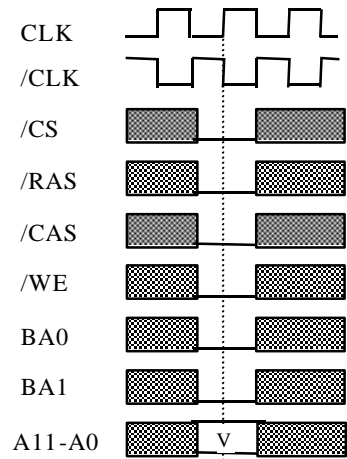 CLK
/CLK
/CS
/RAS
/CAS
/WE
BA0
BA1
A11-A0 V